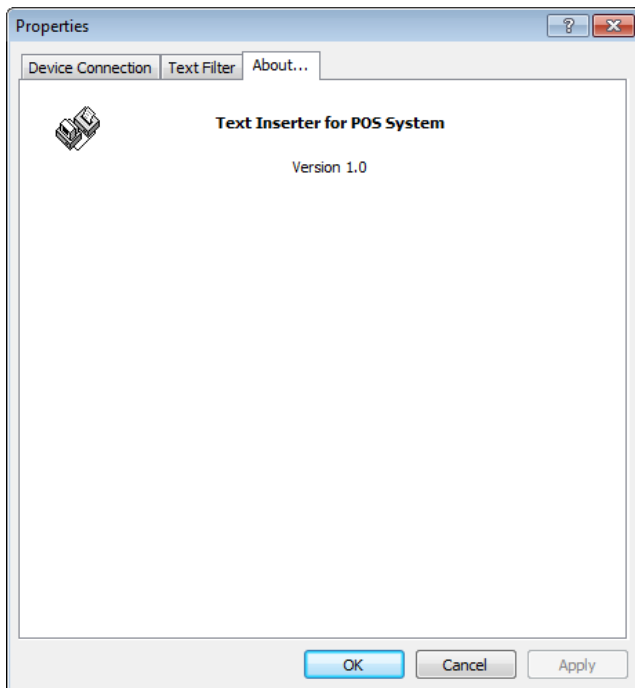 Properties
?
Device Connection Text Filter About...
Text Inserter for POS System
Version 1.0
OK Cancel Apply